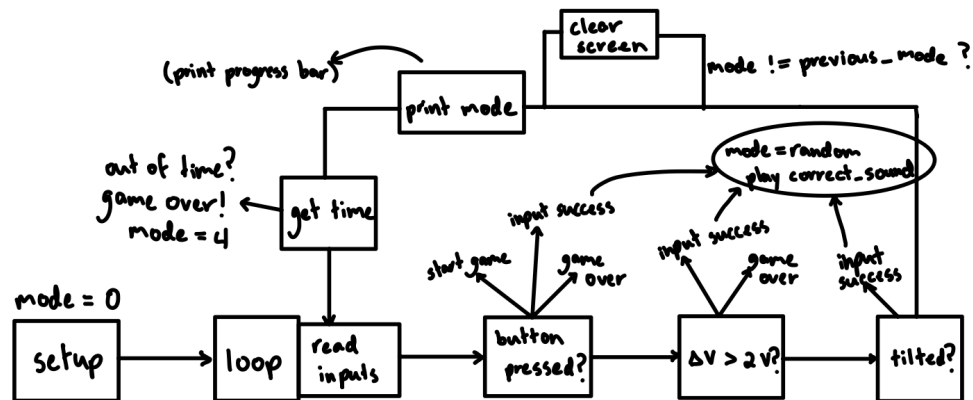 clear
screen
mode != previous_mode ?
(print progress bar)
print mode
out of time?
game over!
mode = 4
get time
mode = random
play correct_sound
input success
start game
game
over
input success
game
over
input
success
mode = 0
setup
loop
read
inputs
button
pressed?
ΔV > 2V?
tilted?